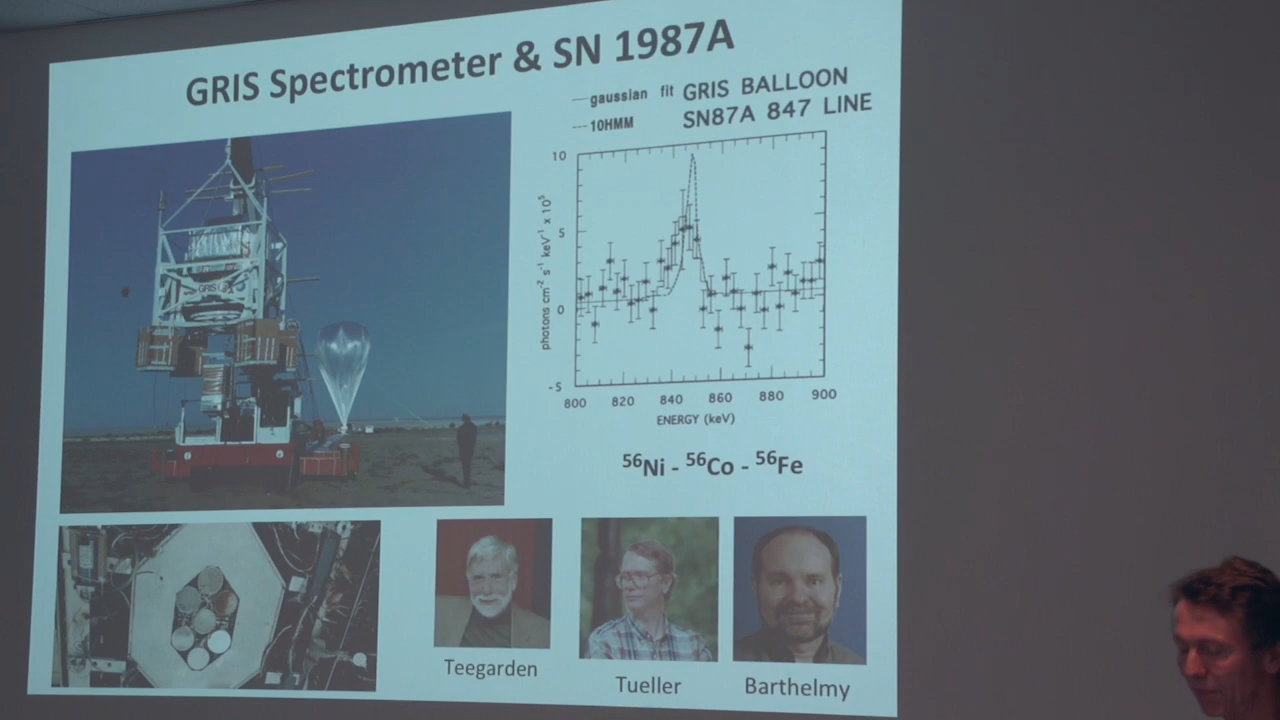 GRIS Spectrometer & SN 1987A
gaussian fit
10HMM
GRIS BALLOON
SN87A 847 LINE
photons cm⁻² s⁻¹ keV⁻¹ x 10⁵
10
5
0
-5
800 820 840 860 880 900
ENERGY (keV)
⁵⁶Ni - ⁵⁶Co - ⁵⁶Fe
GRIS
Teegarden
Tueller
Barthelmy